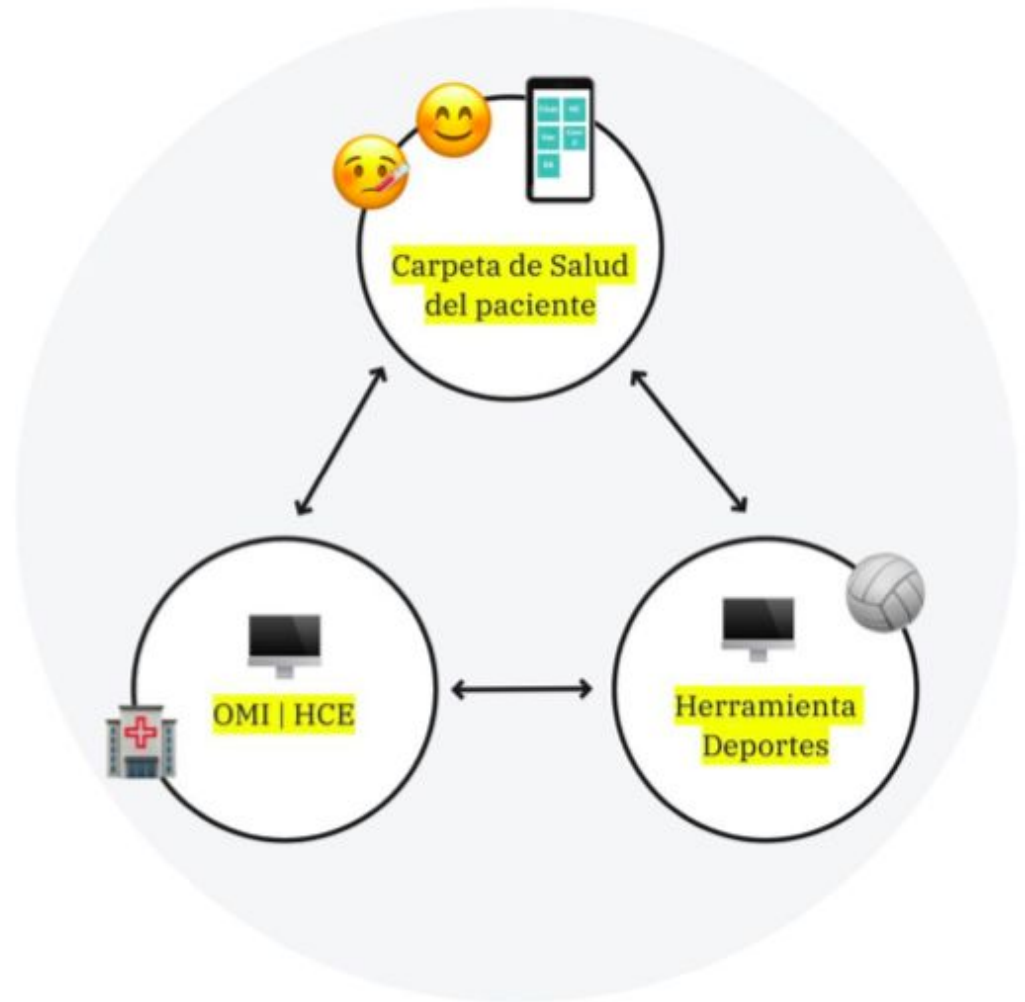 Carpeta de Salud
del paciente
OMI | HCE
Herramienta
Deportes